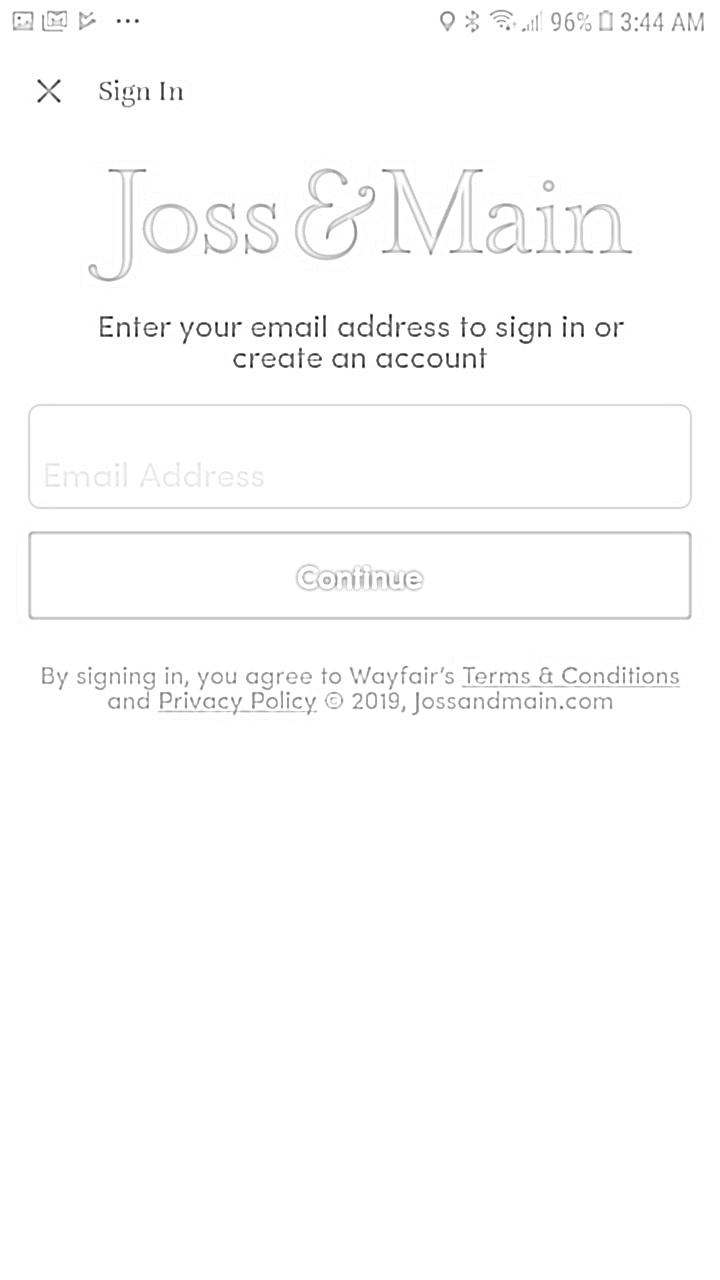 96% 3:44 AM
Sign In
Joss & Main
Enter your email address to sign in or
create an account
Email Address
Continue
By signing in, you agree to Wayfair's Terms & Conditions
and Privacy Policy © 2019, Jossandmain.com